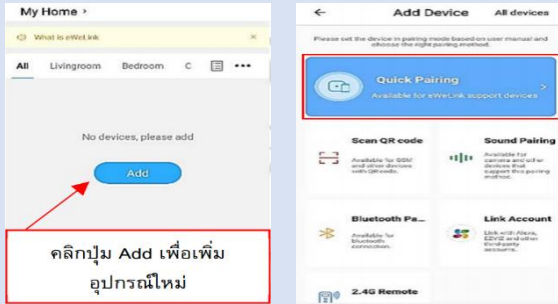 My Home >
What is eWeLink
All Livingroom Bedroom C
No devices, please add
Add
คลิกปุ่ม Add เพื่อเพิ่ม
อุปกรณ์ใหม่
Add Device All devices
Please set the device in pairing mode based on user manual and
choose the right pairing method.
Quick Pairing
Available for eWeLink support devices
Scan QR code
Available for GSM
and other devices
with QR code.
Sound Pairing
Available for
camera and other
devices that
support this pairing
method.
Bluetooth Pa...
Available for
bluetooth
connection.
Link Account
Link with Alexa,
EZVIZ and other
third-party
accounts.
2.4G Remote